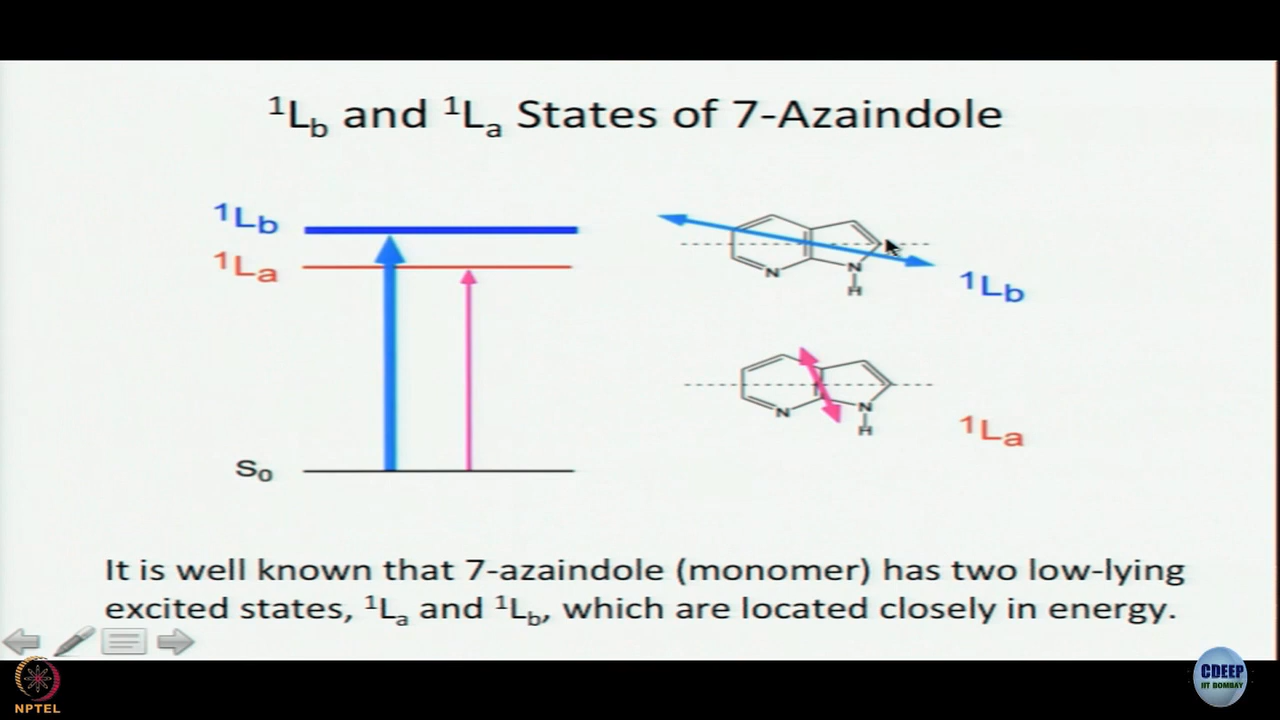 ¹Lb and ¹La States of 7-Azaindole
¹Lb
¹La
S₀
N
N
H
¹Lb
N
N
H
¹La
It is well known that 7-azaindole (monomer) has two low-lying
excited states, ¹La and ¹Lb, which are located closely in energy.
NPTEL
CDEEP
IIT BOMBAY